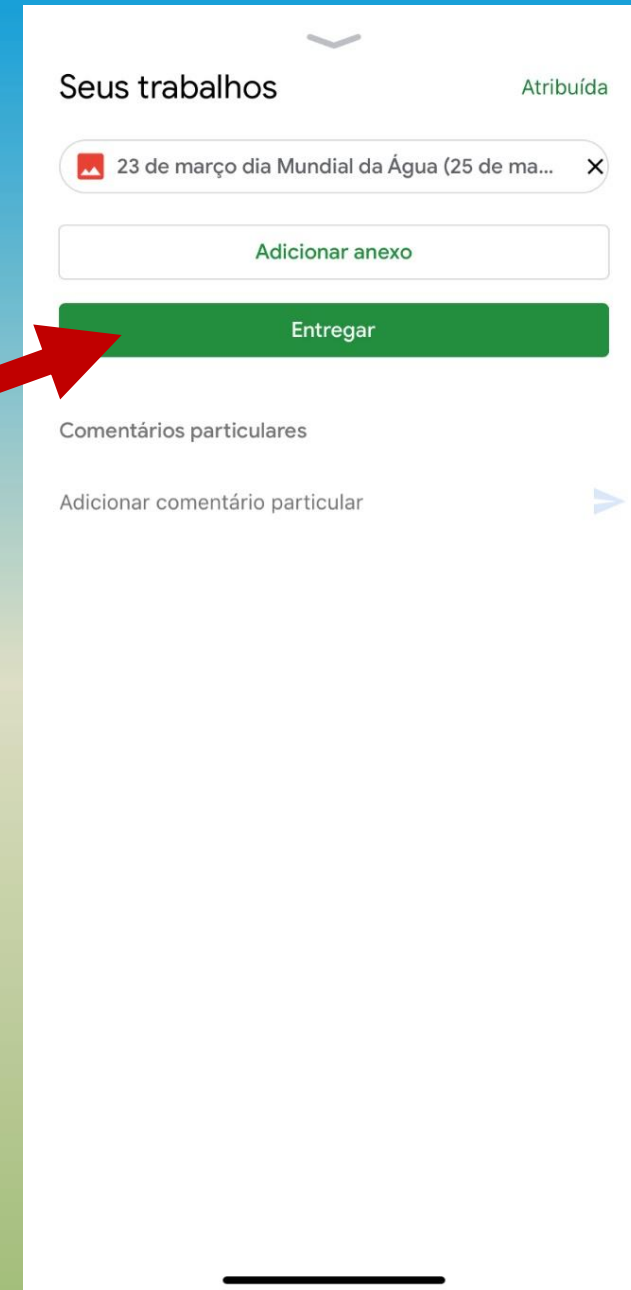 Seus trabalhos
Atribuída
23 de março dia Mundial da Água (25 de ma...
Adicionar anexo
Entregar
Comentários particulares
Adicionar comentário particular